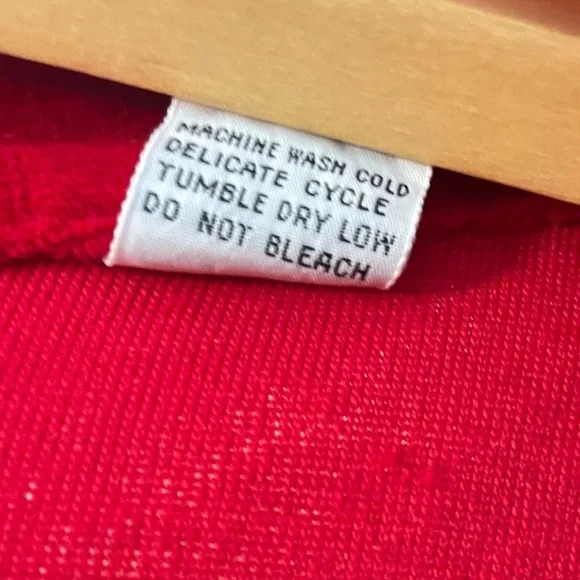 MACHINE WASH COLD
DELICATE CYCLE
TUMBLE DRY LOW
DO NOT BLEACH